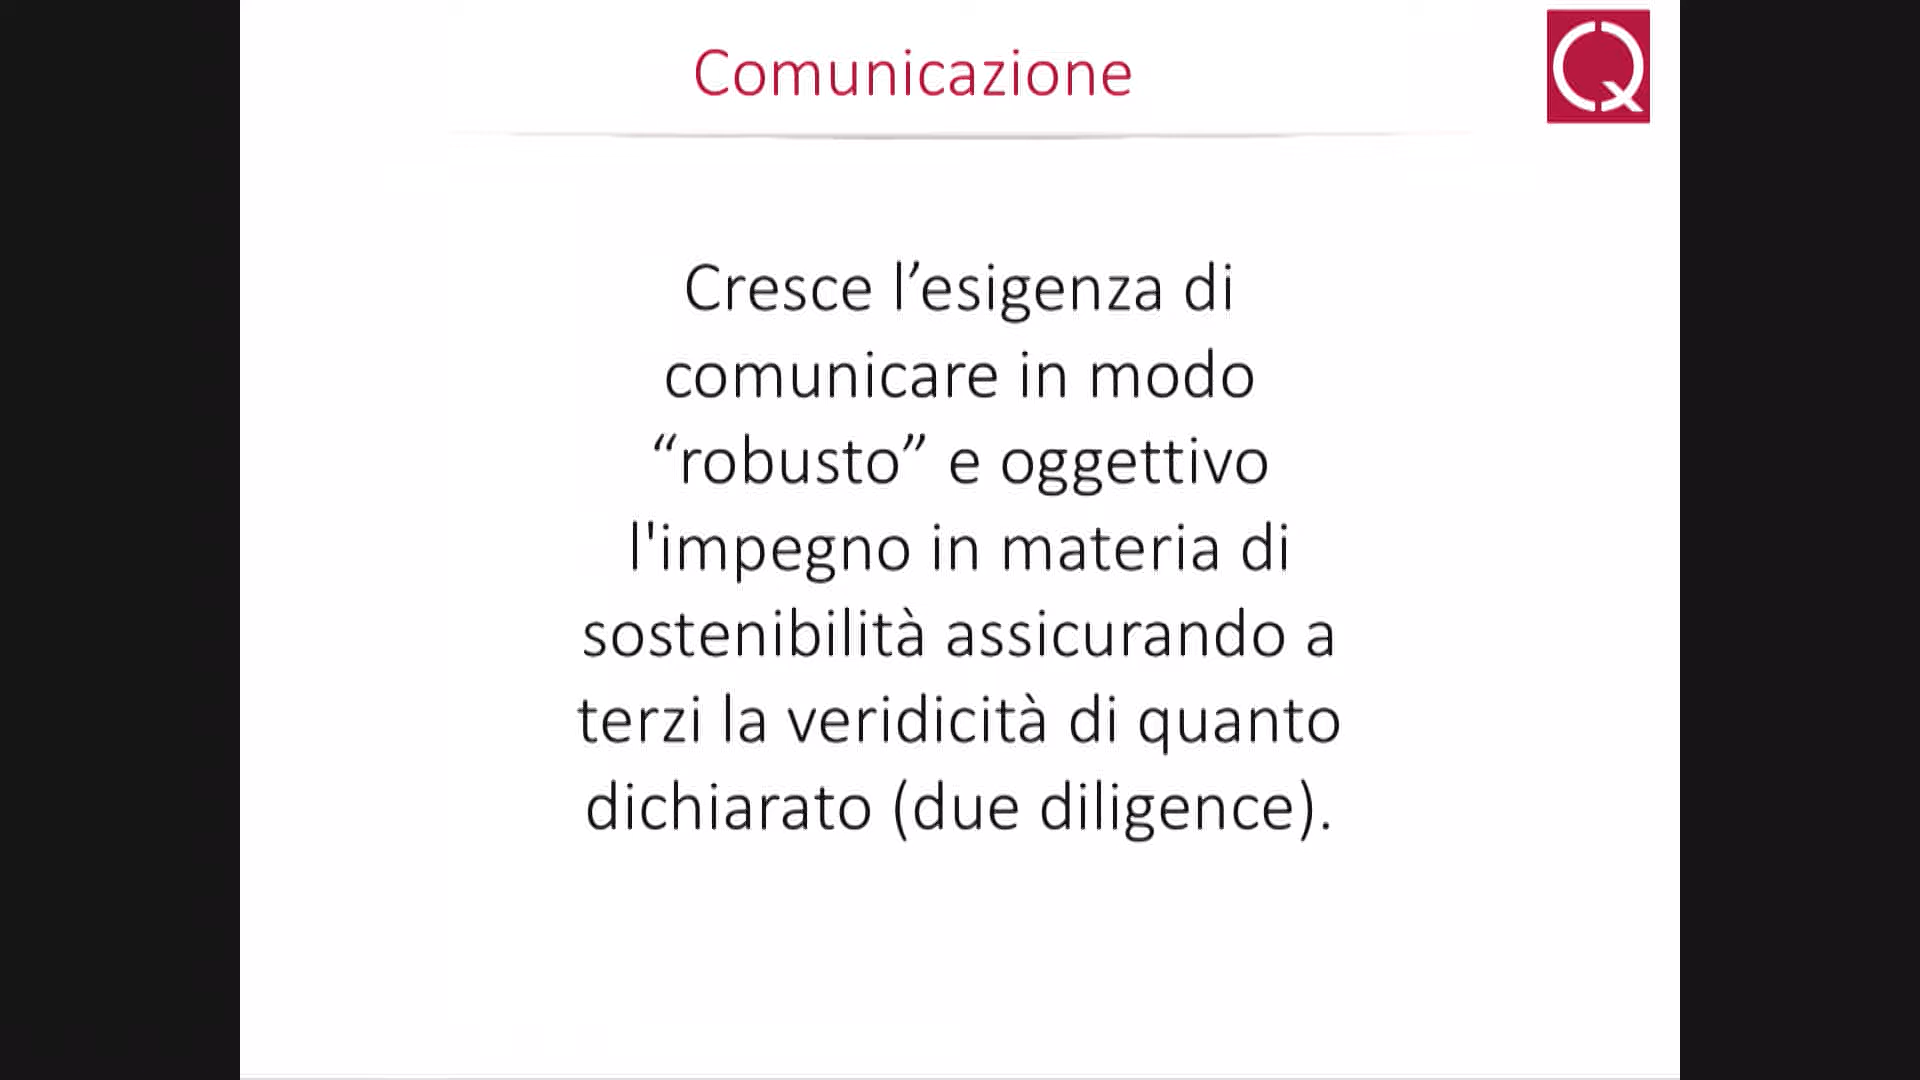 Comunicazione
Cresce l’esigenza di
comunicare in modo
“robusto” e oggettivo
l'impegno in materia di
sostenibilità assicurando a
terzi la veridicità di quanto
dichiarato (due diligence).